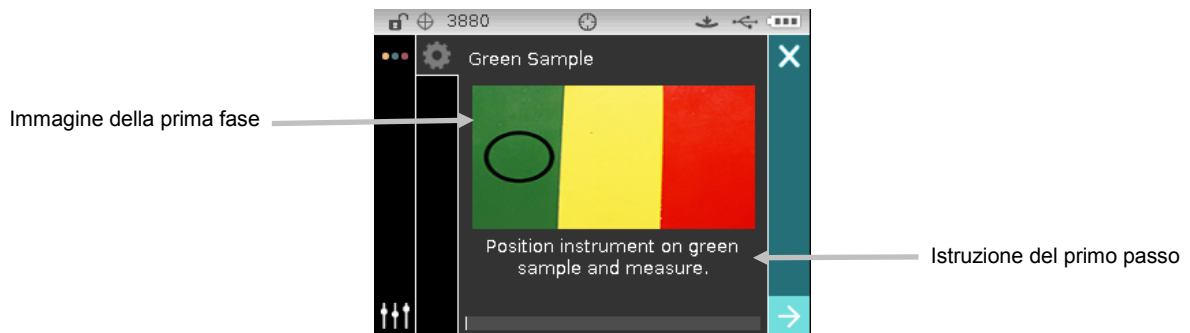 3880
Green Sample
Immagine della prima fase
Position instrument on green
sample and measure.
Istruzione del primo passo